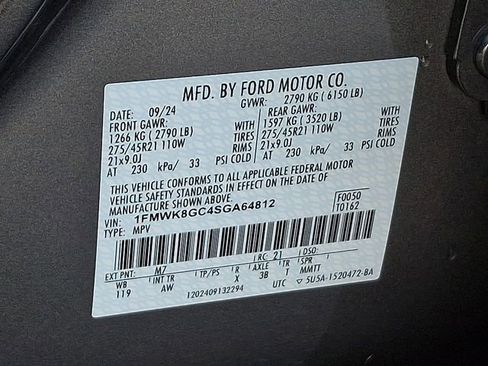 MFD. BY FORD MOTOR CO.
DATE: 09/24 GVWR: 2790 KG ( 6150 LB)
FRONT GAWR: REAR GAWR:
1266 KG ( 2790 LB) WITH 1597 KG ( 3520 LB) WITH
275/45R21 110W TIRES 275/45R21 110W TIRES
21x9.0J RIMS 21x9.0J RIMS
AT 230 kPa/ 33 PSI COLD AT 230 kPa/ 33 PSI COLD
THIS VEHICLE CONFORMS TO ALL APPLICABLE FEDERAL MOTOR
VEHICLE SAFETY STANDARDS IN EFFECT ON THE DATE OF
MANUFACTURE SHOWN ABOVE.
VIN: 1FMWK8GC4SGA64812 F0050
TYPE: MPV T0162
EXT PNT: M7 RC: 21 DSO:
WB INT TR TP/PS R AXLE TR SPR
119 AW X 3B T MMTT
1202409132294 UTC ▽ 5U5A-1520472-BA